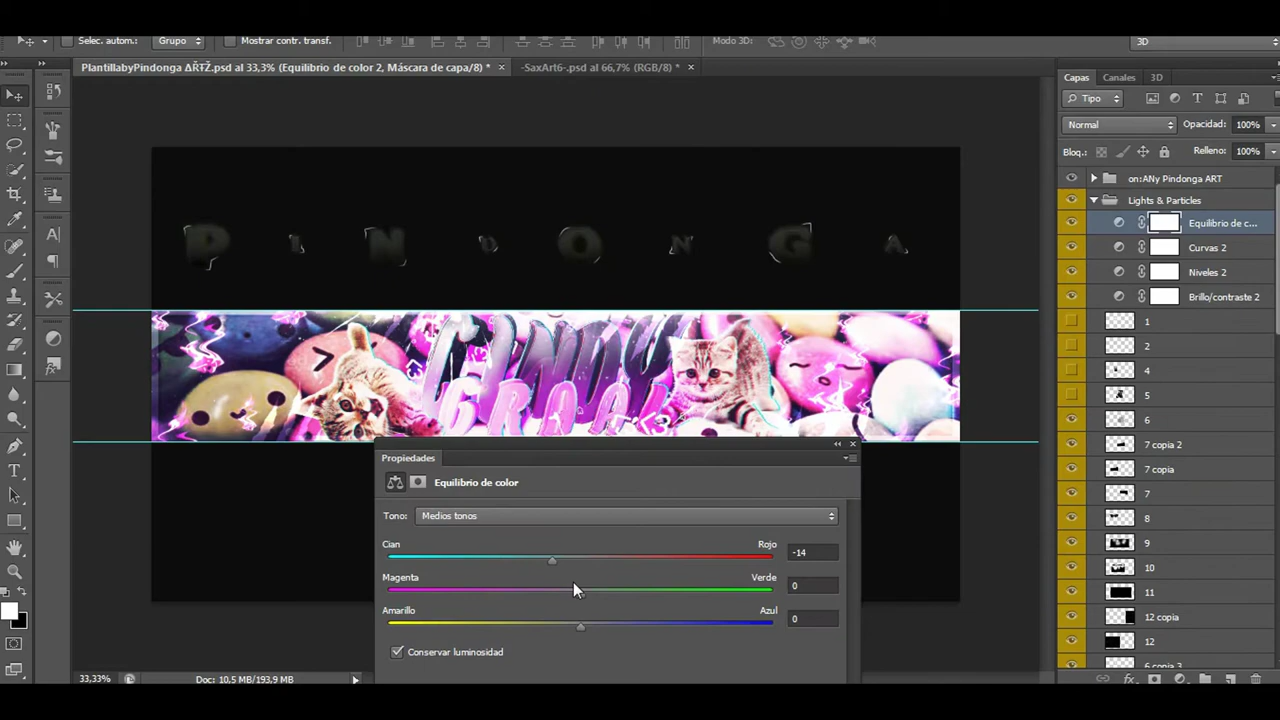 Selec. autom.: Grupo Mostrar contr. transf. Modo 3D: 3D
PlantillabyPindonga ΔŘTŽ.psd al 33,3% (Equilibrio de color 2, Máscara de capa/8) * × -SaxArt6-.psd al 66,7% (RGB/8) * ×
Capas Canales 3D
Tipo
Normal Opacidad: 100%
Bloq.: Relleno: 100%
on:ANy Pindonga ART
Lights & Particles
Equilibrio de c...
Curvas 2
Niveles 2
Brillo/contraste 2
1
2
4
5
6
7 copia 2
7 copia
7
8
9
10
11
12 copia
12
6 copia 3
P I N D O N G A
CANDY
Propiedades
Equilibrio de color
Tono: Medios tonos
Cian Rojo -14
Magenta Verde 0
Amarillo Azul 0
Conservar luminosidad
33,33% Doc: 10,5 MB/193,9 MB